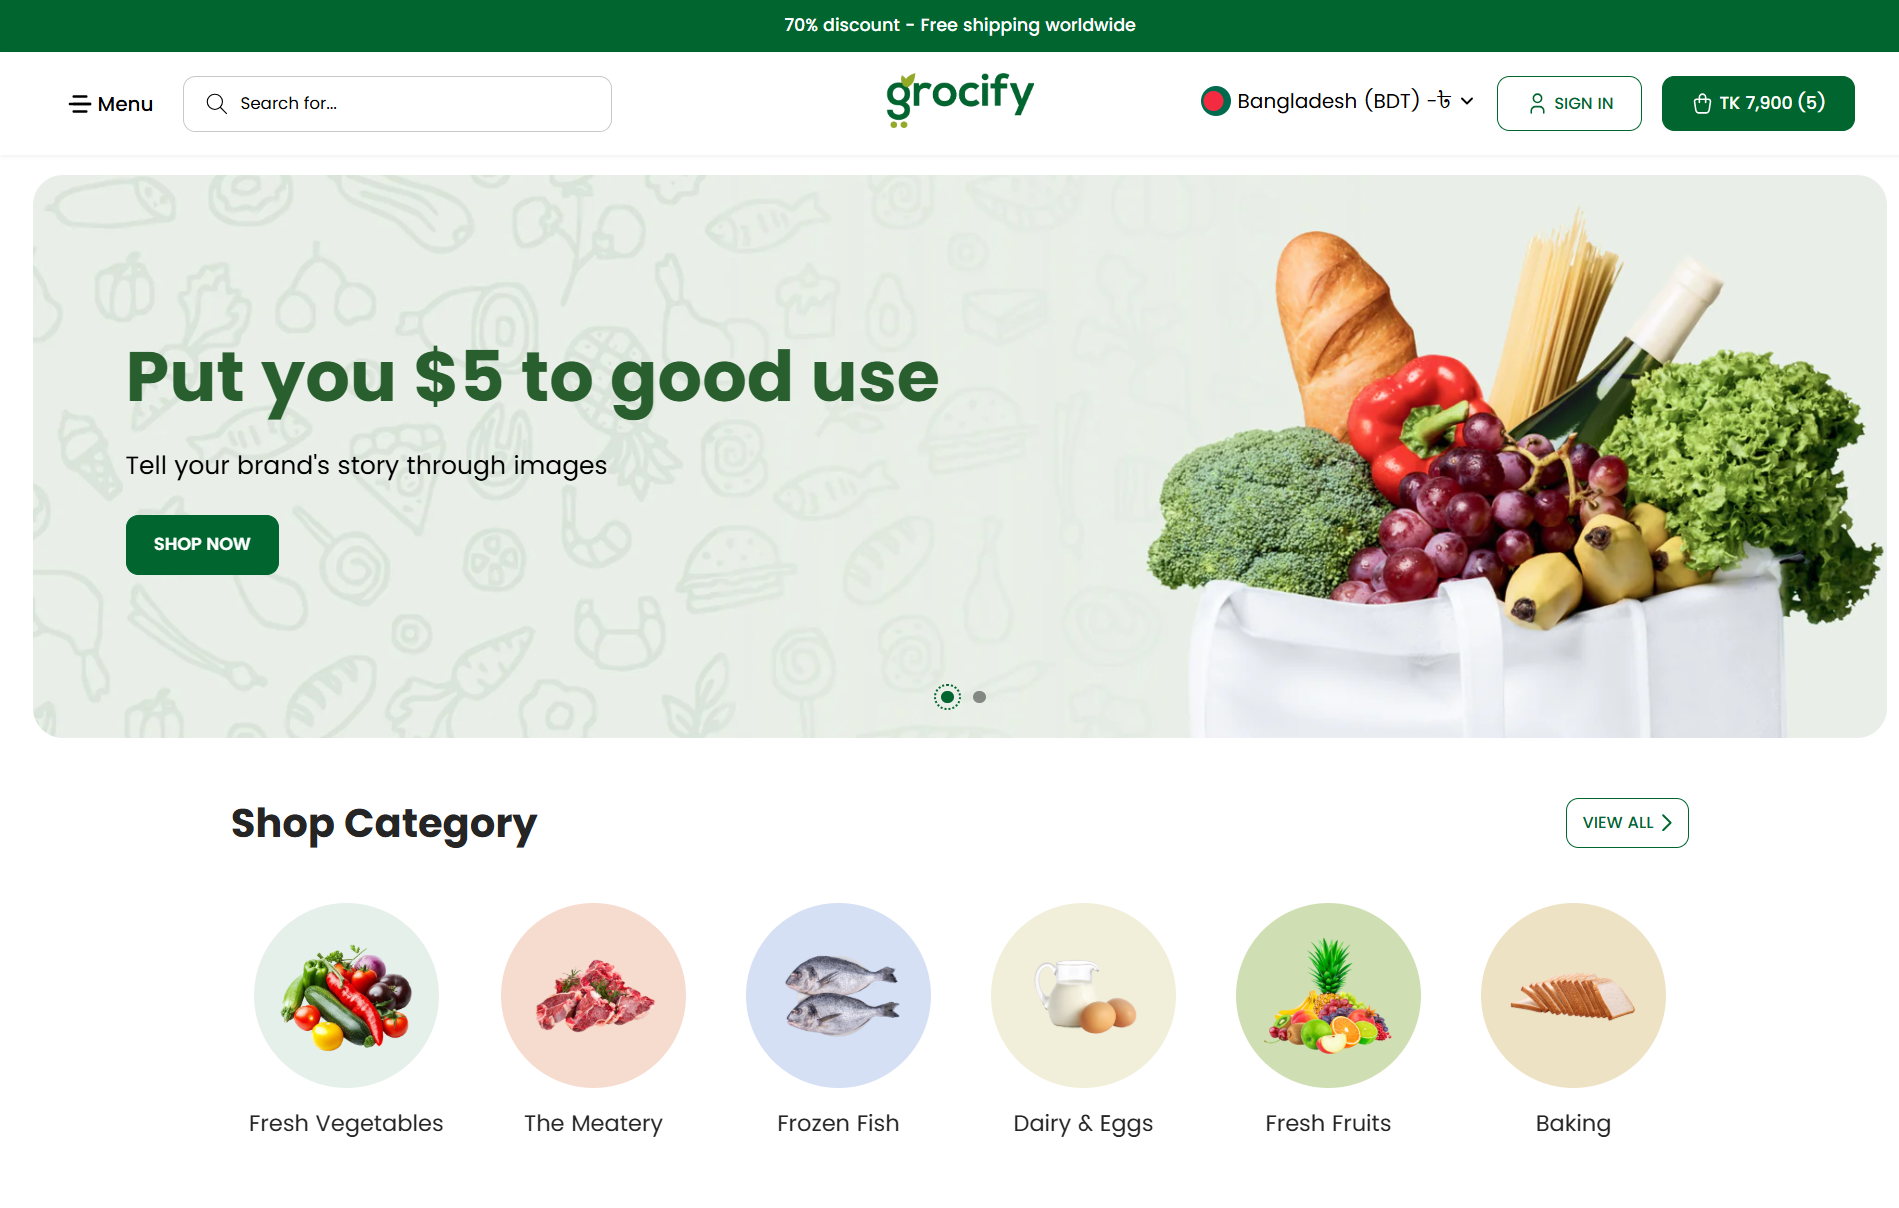 70% discount - Free shipping worldwide
Menu
Search for...
grocify
Bangladesh (BDT) -৳
SIGN IN
TK 7,900 (5)
Put you $5 to good use
Tell your brand's story through images
SHOP NOW
Shop Category
VIEW ALL
Fresh Vegetables
The Meatery
Frozen Fish
Dairy & Eggs
Fresh Fruits
Baking